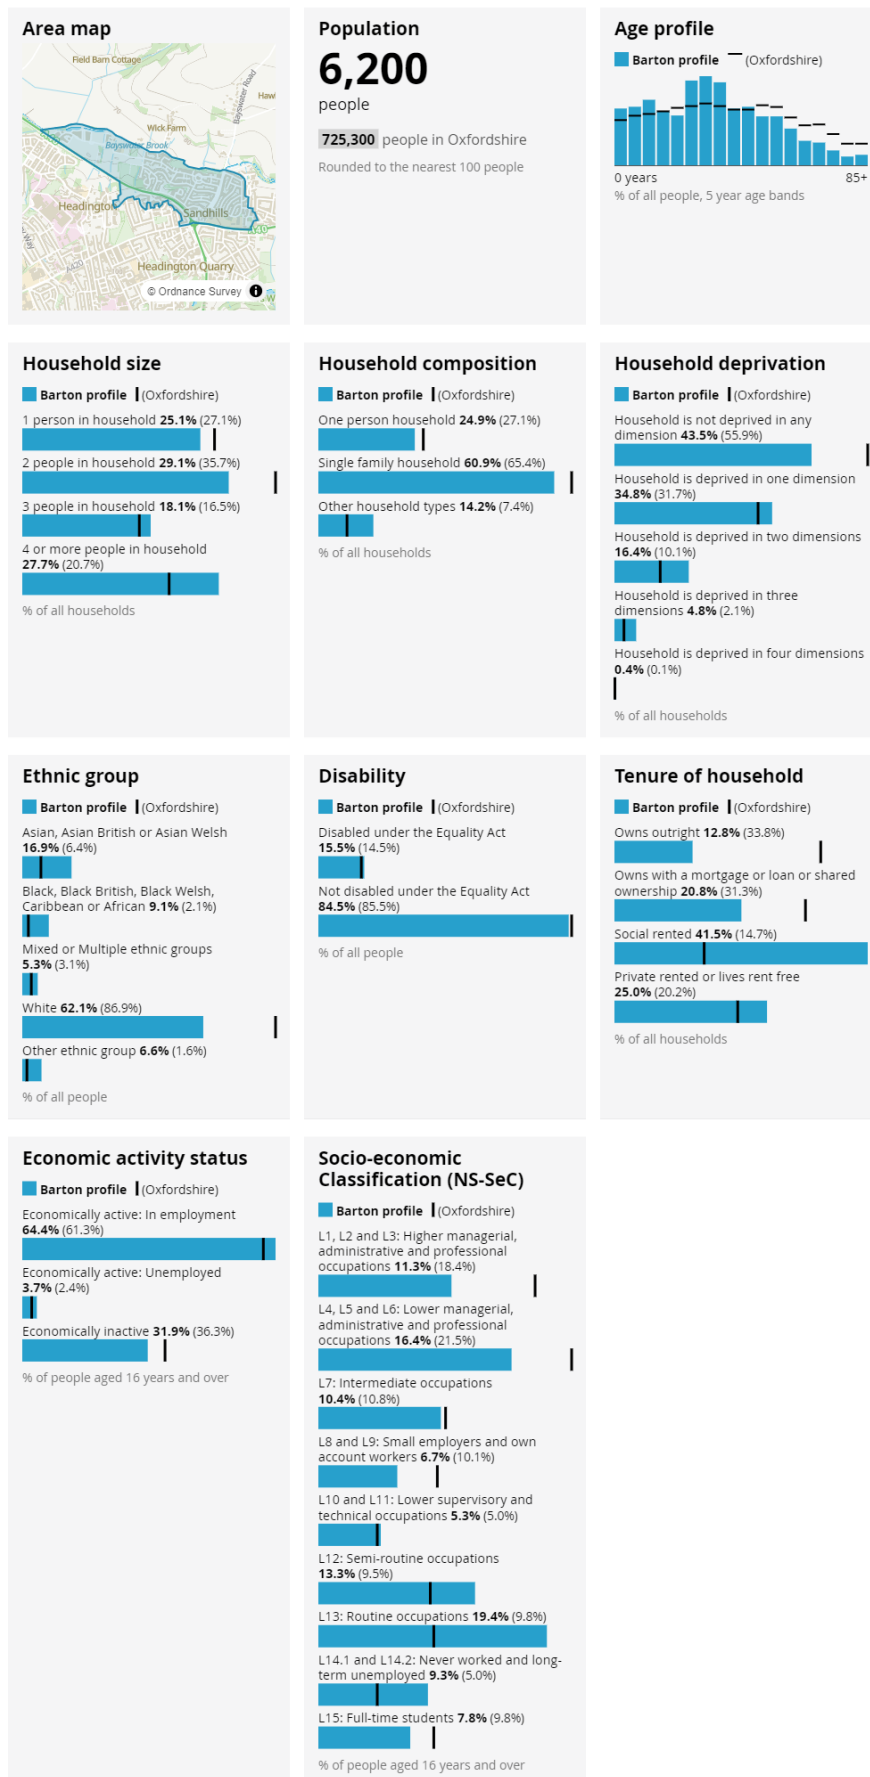 Area map
Field Barn Cottage
Bayswater Road
Wick Farm
Bayswater Brook
Headington
Sandhills
A40
A420
Headington Quarry
© Ordnance Survey
Population
6,200
people
725,300 people in Oxfordshire
Rounded to the nearest 100 people
Age profile
Barton profile (Oxfordshire)
0 years 85+
% of all people, 5 year age bands
Household size
Barton profile (Oxfordshire)
1 person in household 25.1% (27.1%)
2 people in household 29.1% (35.7%)
3 people in household 18.1% (16.5%)
4 or more people in household
27.7% (20.7%)
% of all households
Household composition
Barton profile (Oxfordshire)
One person household 24.9% (27.1%)
Single family household 60.9% (65.4%)
Other household types 14.2% (7.4%)
% of all households
Household deprivation
Barton profile (Oxfordshire)
Household is not deprived in any
dimension 43.5% (55.9%)
Household is deprived in one dimension
34.8% (31.7%)
Household is deprived in two dimensions
16.4% (10.1%)
Household is deprived in three
dimensions 4.8% (2.1%)
Household is deprived in four dimensions
0.4% (0.1%)
% of all households
Ethnic group
Barton profile (Oxfordshire)
Asian, Asian British or Asian Welsh
16.9% (6.4%)
Black, Black British, Black Welsh,
Caribbean or African 9.1% (2.1%)
Mixed or Multiple ethnic groups
5.3% (3.1%)
White 62.1% (86.9%)
Other ethnic group 6.6% (1.6%)
% of all people
Disability
Barton profile (Oxfordshire)
Disabled under the Equality Act
15.5% (14.5%)
Not disabled under the Equality Act
84.5% (85.5%)
% of all people
Tenure of household
Barton profile (Oxfordshire)
Owns outright 12.8% (33.8%)
Owns with a mortgage or loan or shared
ownership 20.8% (31.3%)
Social rented 41.5% (14.7%)
Private rented or lives rent free
25.0% (20.2%)
% of all households
Economic activity status
Barton profile (Oxfordshire)
Economically active: In employment
64.4% (61.3%)
Economically active: Unemployed
3.7% (2.4%)
Economically inactive 31.9% (36.3%)
% of people aged 16 years and over
Socio-economic
Classification (NS-SeC)
Barton profile (Oxfordshire)
L1, L2 and L3: Higher managerial,
administrative and professional
occupations 11.3% (18.4%)
L4, L5 and L6: Lower managerial,
administrative and professional
occupations 16.4% (21.5%)
L7: Intermediate occupations
10.4% (10.8%)
L8 and L9: Small employers and own
account workers 6.7% (10.1%)
L10 and L11: Lower supervisory and
technical occupations 5.3% (5.0%)
L12: Semi-routine occupations
13.3% (9.5%)
L13: Routine occupations 19.4% (9.8%)
L14.1 and L14.2: Never worked and long-
term unemployed 9.3% (5.0%)
L15: Full-time students 7.8% (9.8%)
% of people aged 16 years and over